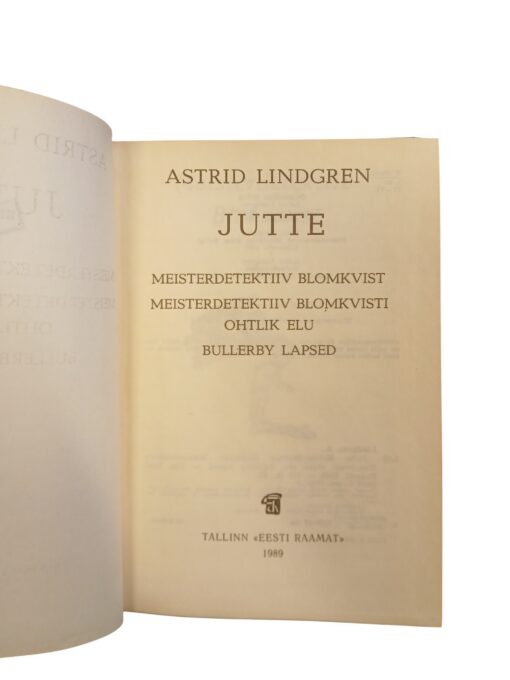 ASTRID LINDGREN
JUTTE
MEISTERDETEKTIIV BLOMKVIST
MEISTERDETEKTIIV BLOMKVISTI
OHTLIK ELU
BULLERBY LAPSED
TALLINN «EESTI RAAMAT»
1989